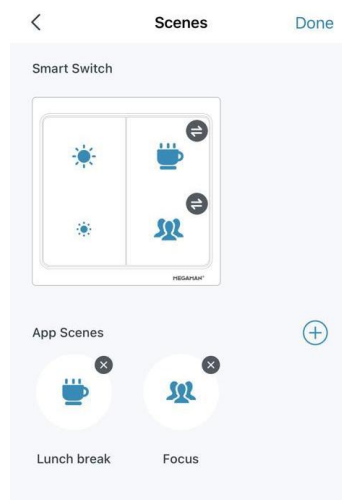 Scenes
Done
Smart Switch
MEGAMAN
App Scenes
Lunch break
Focus